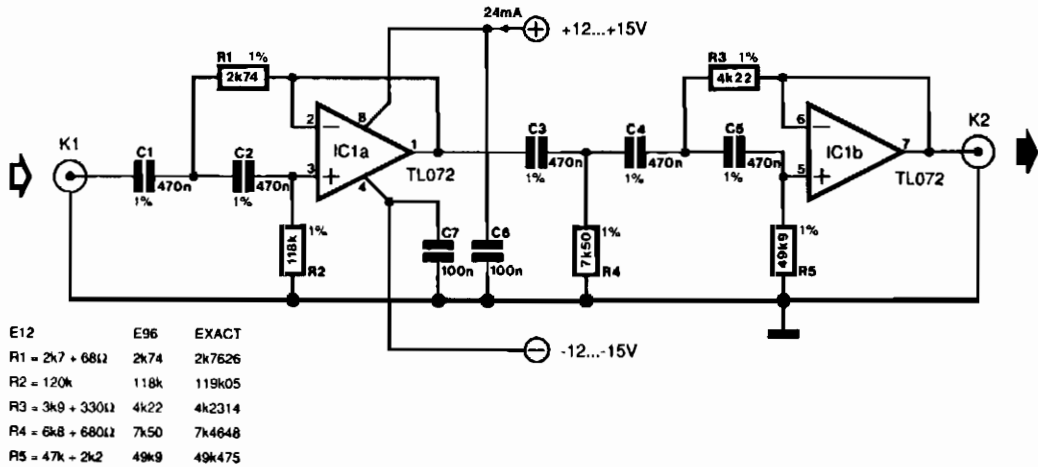 24mA
+12...+15V
R1 1%
2k74
R3 1%
4k22
K1
C1
470n
1%
C2
470n
1%
2
3
8
4
1
IC1a
TL072
C3
470n
1%
C4
470n
1%
C5
470n
1%
6
5
7
IC1b
TL072
K2
118k
1%
R2
C7
100n
C6
100n
7k50
1%
R4
49k9
1%
R5
-12...-15V
E12 E96 EXACT
R1 = 2k7 + 68Ω 2k74 2k7626
R2 = 120k 118k 119k05
R3 = 3k9 + 330Ω 4k22 4k2314
R4 = 6k8 + 680Ω 7k50 7k4648
R5 = 47k + 2k2 49k9 49k475